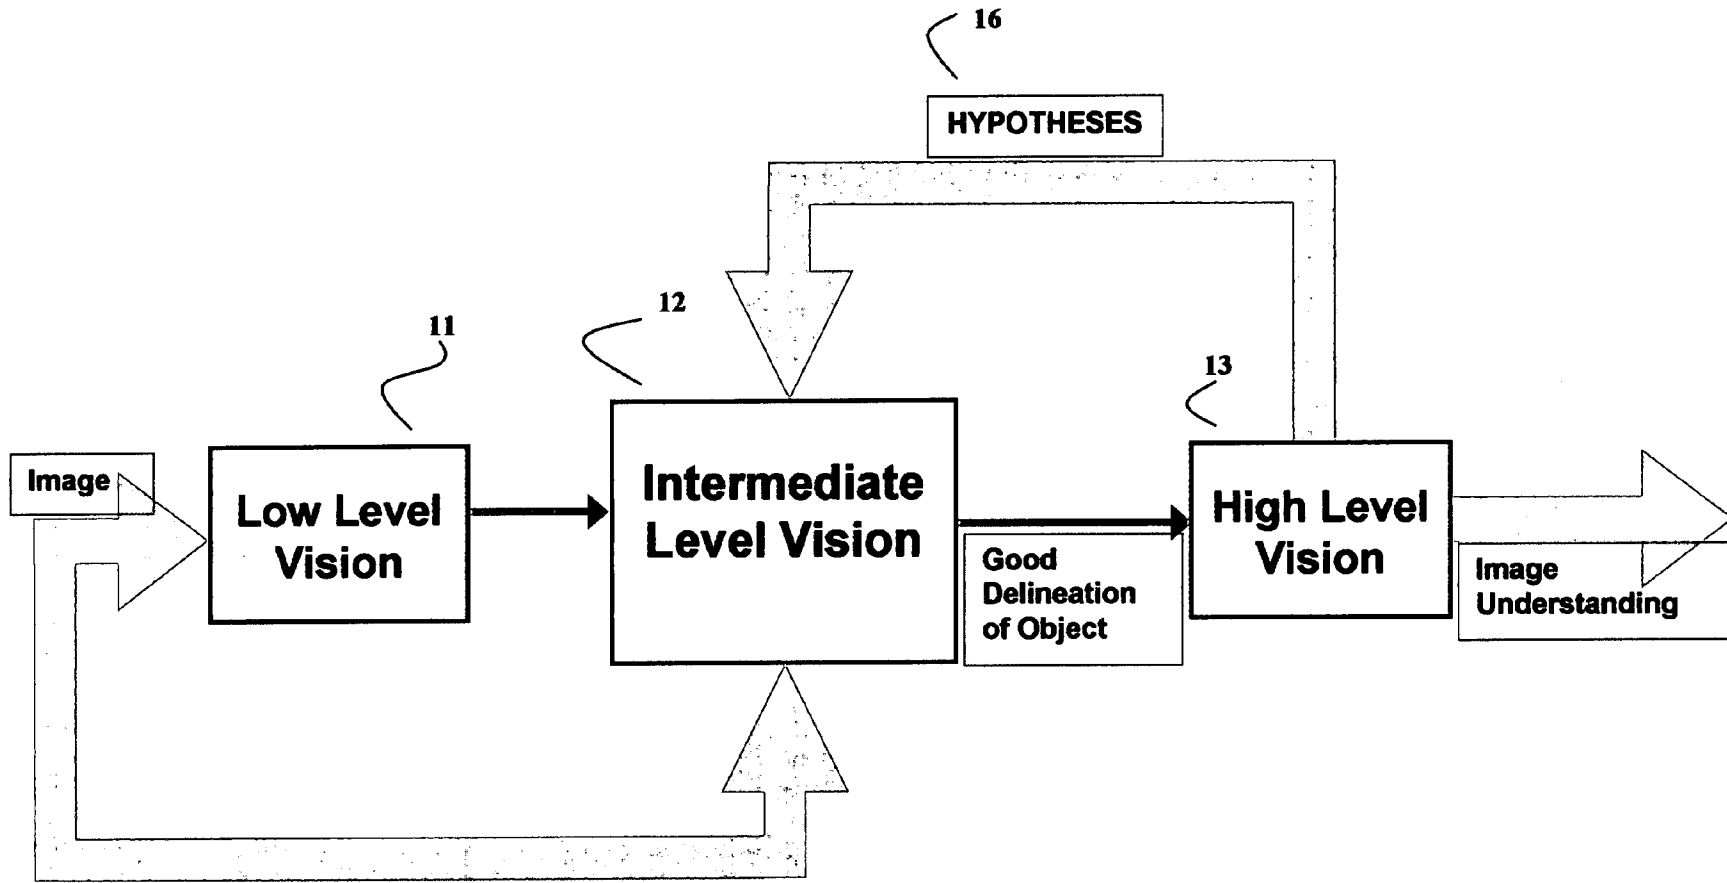 16
HYPOTHESES
12
11
13
Image
Low Level
Vision
Intermediate
Level Vision
Good
Delineation
of Object
High Level
Vision
Image
Understanding